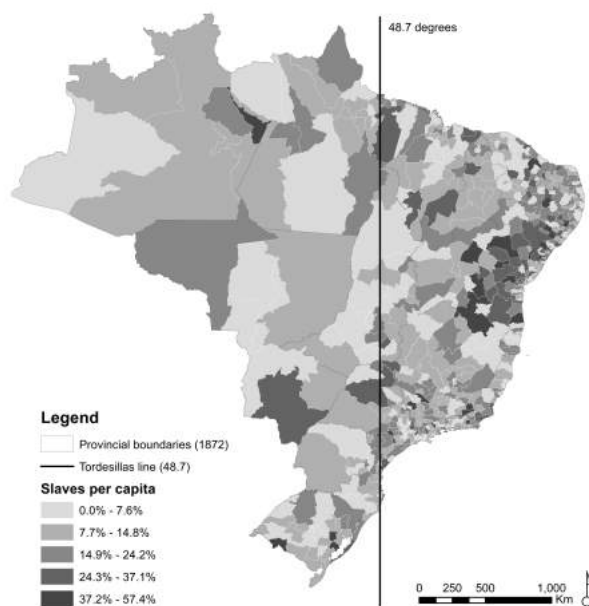 48.7 degrees
Legend
Provincial boundaries (1872)
Tordesillas line (48.7)
Slaves per capita
0.0% - 7.6%
7.7% - 14.8%
14.9% - 24.2%
24.3% - 37.1%
37.2% - 57.4%
0 250 500 1,000
Km